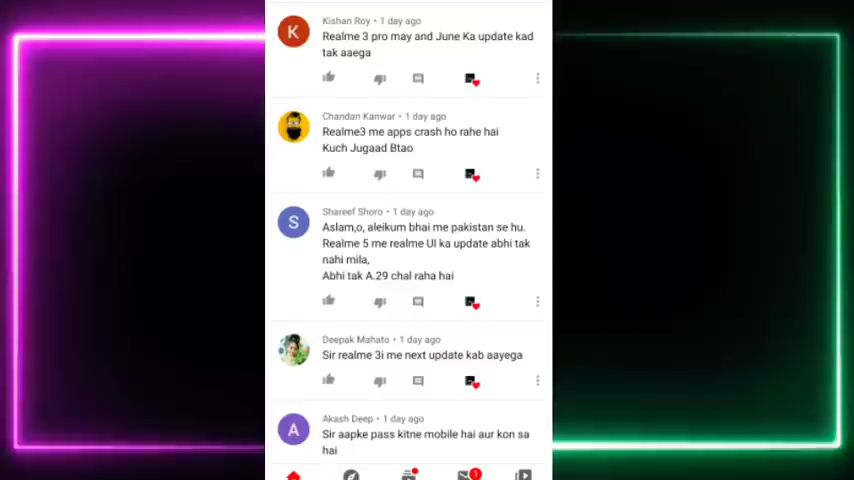 K
Kishan Roy • 1 day ago
Realme 3 pro may and June Ka update kad
tak aaega
Chandan Kanwar • 1 day ago
Realme3 me apps crash ho rahe hai
Kuch Jugaad Btao
S
Shareef Shoro • 1 day ago
Aslam,o, aleikum bhai me pakistan se hu.
Realme 5 me realme UI ka update abhi tak
nahi mila,
Abhi tak A.29 chal raha hai
Deepak Mahato • 1 day ago
Sir realme 3i me next update kab aayega
A
Akash Deep • 1 day ago
Sir aapke pass kitne mobile hai aur kon sa
hai
1